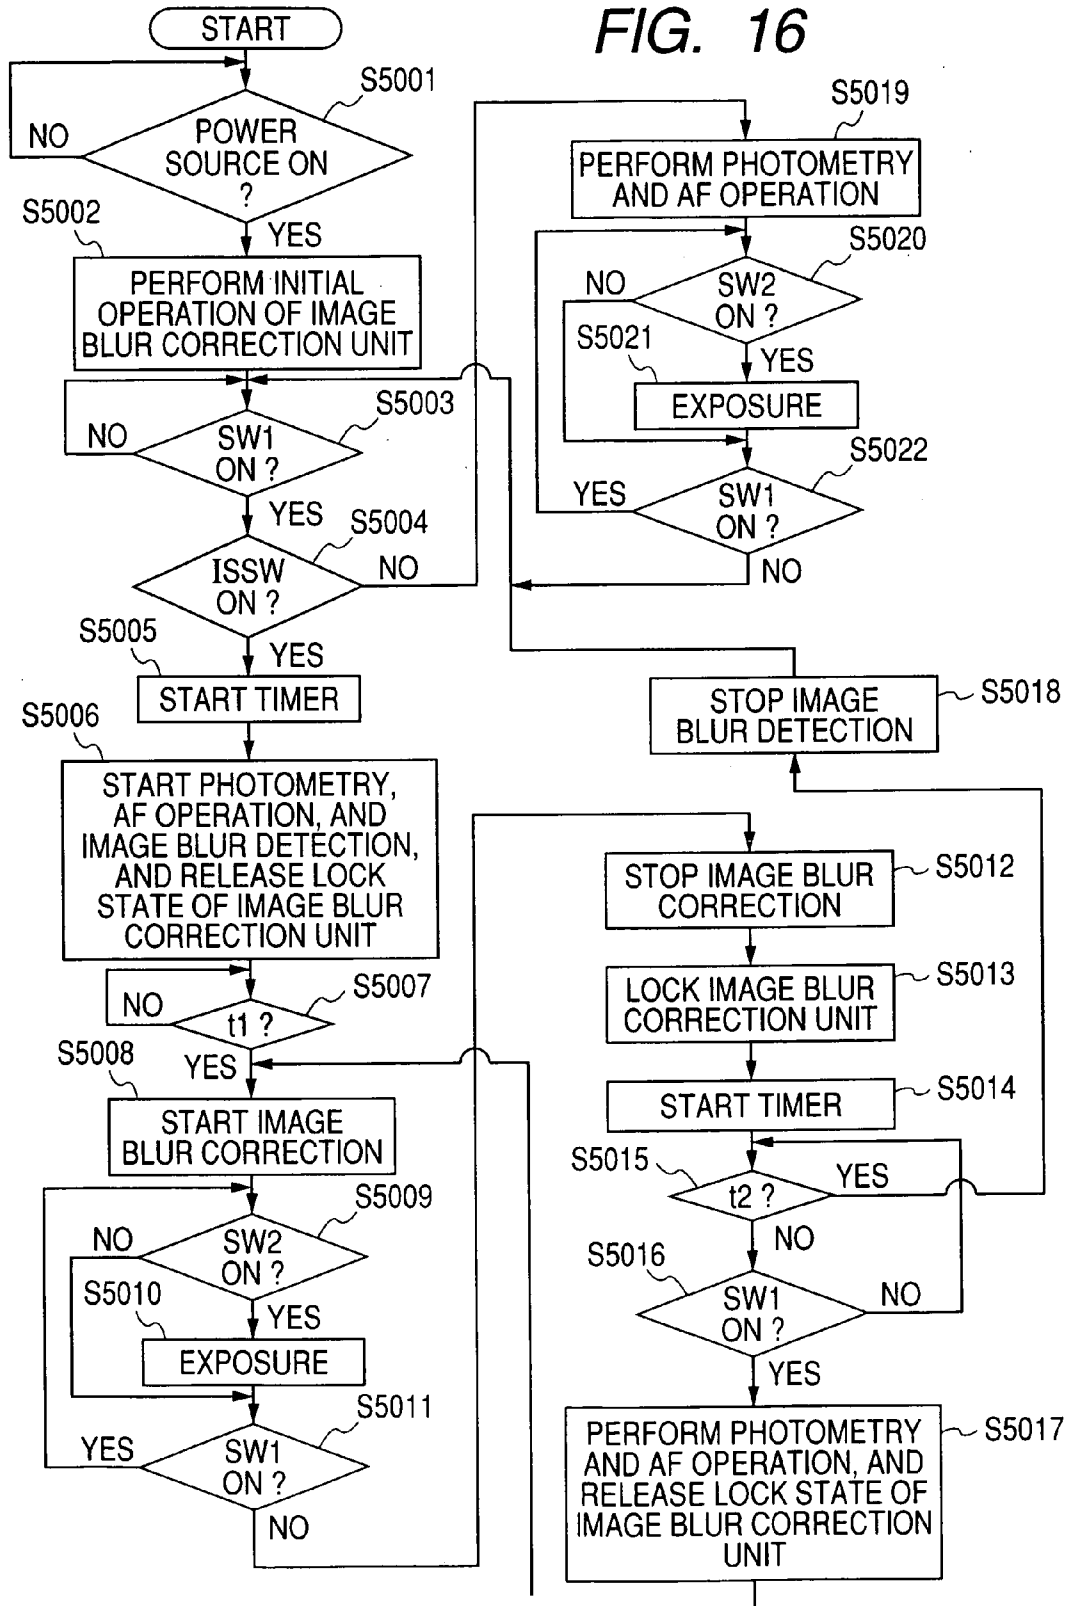 FIG. 16
START
S5001
POWER
SOURCE ON
?
NO
YES
S5002
PERFORM INITIAL
OPERATION OF IMAGE
BLUR CORRECTION UNIT
S5003
SW1
ON ?
NO
YES
S5004
ISSW
ON ?
NO
YES
S5005
START TIMER
S5006
START PHOTOMETRY,
AF OPERATION, AND
IMAGE BLUR DETECTION,
AND RELEASE LOCK
STATE OF IMAGE BLUR
CORRECTION UNIT
S5007
t1 ?
NO
YES
S5008
START IMAGE
BLUR CORRECTION
S5009
SW2
ON ?
NO
YES
S5010
EXPOSURE
S5011
SW1
ON ?
YES
NO
S5019
PERFORM PHOTOMETRY
AND AF OPERATION
S5020
SW2
ON ?
NO
YES
S5021
EXPOSURE
S5022
SW1
ON ?
YES
NO
S5018
STOP IMAGE
BLUR DETECTION
S5012
STOP IMAGE BLUR
CORRECTION
S5013
LOCK IMAGE BLUR
CORRECTION UNIT
S5014
START TIMER
S5015
t2 ?
YES
NO
S5016
SW1
ON ?
NO
YES
S5017
PERFORM PHOTOMETRY
AND AF OPERATION, AND
RELEASE LOCK STATE OF
IMAGE BLUR CORRECTION
UNIT